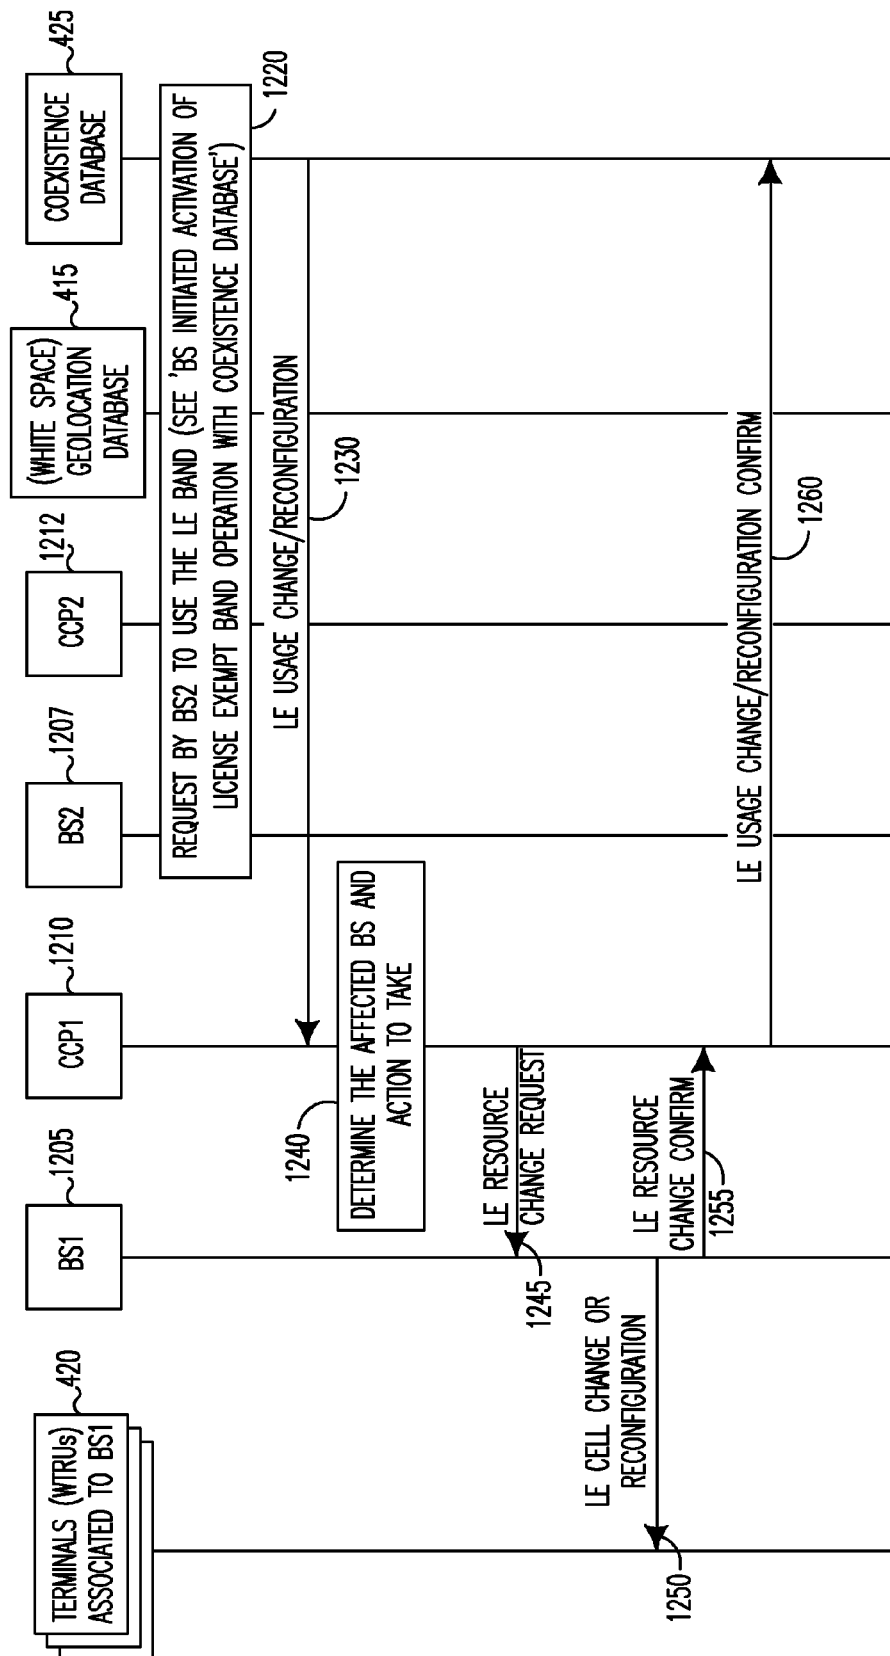 TERMINALS (WTRUs)
ASSOCIATED TO BS1
420
BS1
1205
CCP1
1210
BS2
1207
CCP2
1212
(WHITE SPACE)
GEOLOCATION
DATABASE
415
COEXISTENCE
DATABASE
425
REQUEST BY BS2 TO USE THE LE BAND (SEE 'BS INITIATED ACTIVATION OF
LICENSE EXEMPT BAND OPERATION WITH COEXISTENCE DATABASE')
1220
LE USAGE CHANGE/RECONFIGURATION
1230
DETERMINE THE AFFECTED BS AND
ACTION TO TAKE
1240
LE RESOURCE
CHANGE REQUEST
1245
LE CELL CHANGE OR
RECONFIGURATION
1250
LE RESOURCE
CHANGE CONFIRM
1255
LE USAGE CHANGE/RECONFIGURATION CONFIRM
1260